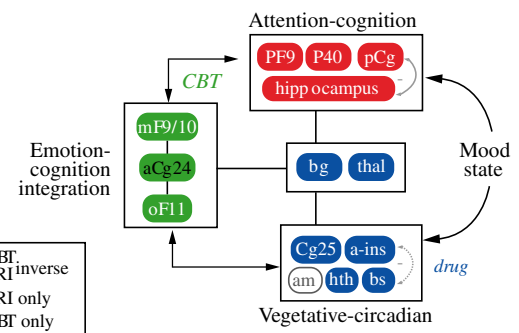 Attention-cognition
PF9 P40 pCg
hipp ocampus
CBT
mF9/10
aCg24
oF11
Emotion-
cognition
integration
bg thal
Mood
state
Cg25 a-ins
am hth bs
drug
Vegetative-circadian
inverse
RI only
BT only